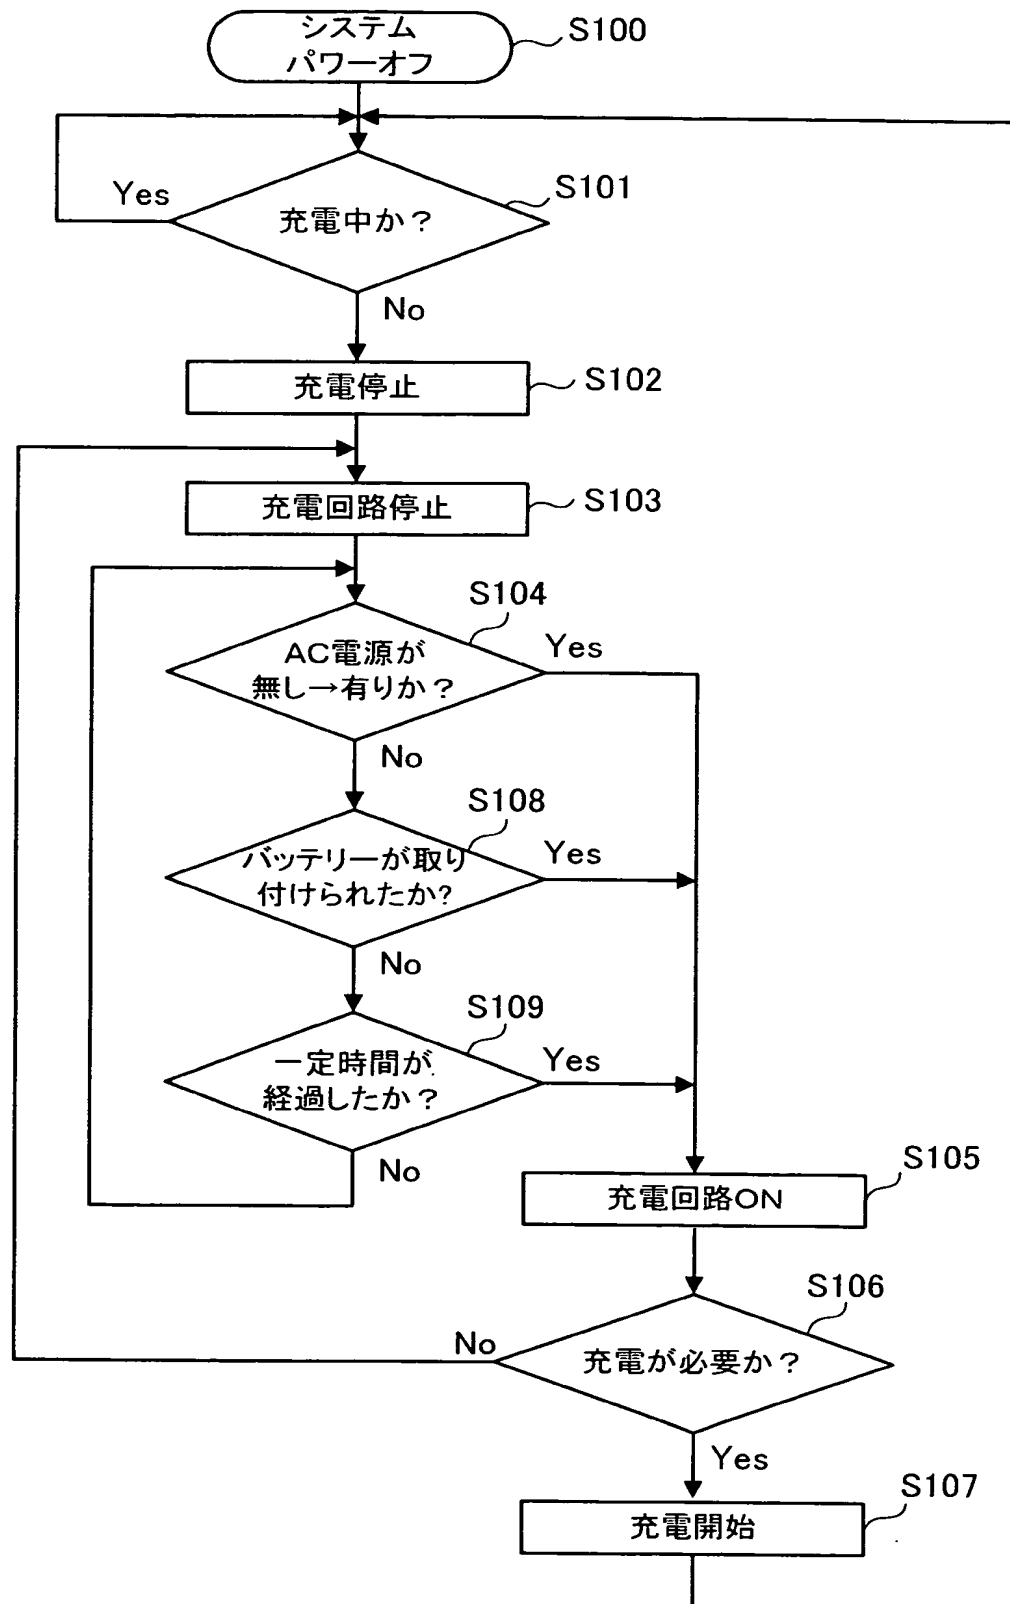 システム
パワーオフ
S100
Yes
充電中か？
S101
No
充電停止
S102
充電回路停止
S103
S104
AC電源が
無し→有りか？
Yes
No
S108
バッテリーが取り
付けられたか?
Yes
No
S109
一定時間が
経過したか？
Yes
No
S105
充電回路ON
S106
No
充電が必要か？
Yes
S107
充電開始